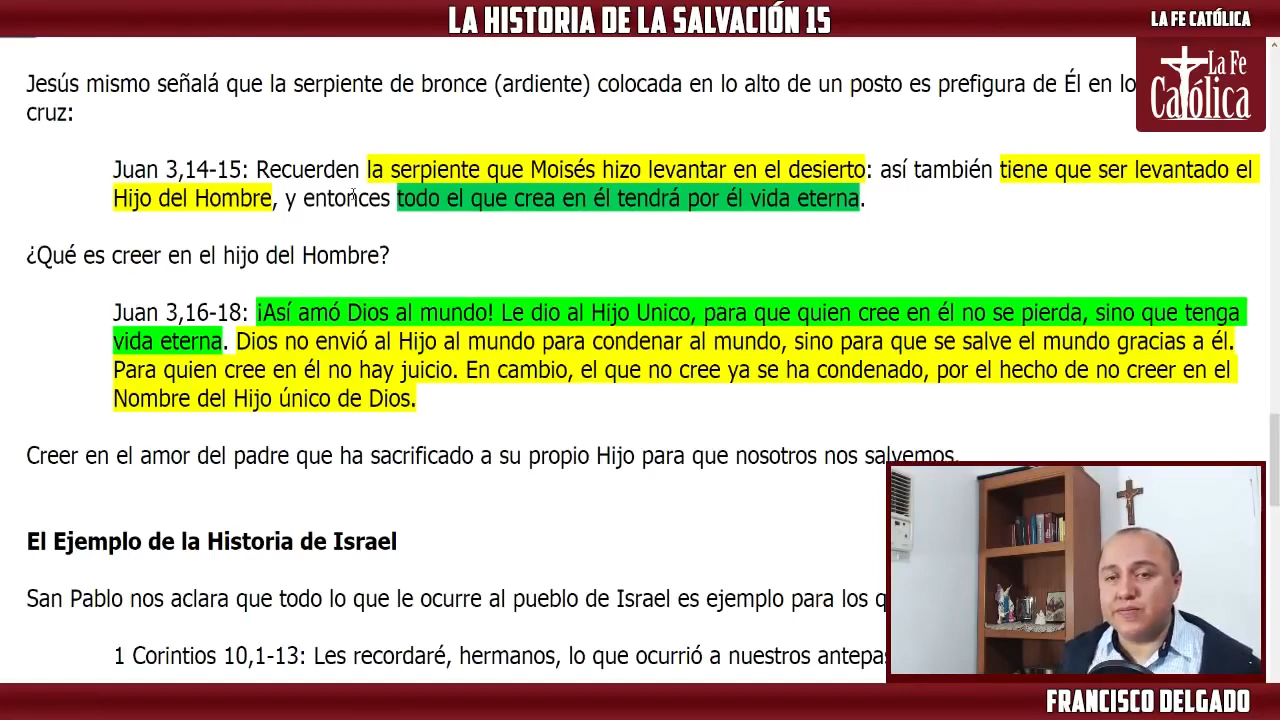 LA HISTORIA DE LA SALVACIÓN 15
LA FE CATÓLICA
La Fe
Católica
Jesús mismo señalá que la serpiente de bronce (ardiente) colocada en lo alto de un posto es prefigura de Él en lo
cruz:
Juan 3,14-15: Recuerden la serpiente que Moisés hizo levantar en el desierto: así también tiene que ser levantado el
Hijo del Hombre, y entonces todo el que crea en él tendrá por él vida eterna.
¿Qué es creer en el hijo del Hombre?
Juan 3,16-18: ¡Así amó Dios al mundo! Le dio al Hijo Unico, para que quien cree en él no se pierda, sino que tenga
vida eterna. Dios no envió al Hijo al mundo para condenar al mundo, sino para que se salve el mundo gracias a él.
Para quien cree en él no hay juicio. En cambio, el que no cree ya se ha condenado, por el hecho de no creer en el
Nombre del Hijo único de Dios.
Creer en el amor del padre que ha sacrificado a su propio Hijo para que nosotros nos salvemos.
El Ejemplo de la Historia de Israel
San Pablo nos aclara que todo lo que le ocurre al pueblo de Israel es ejemplo para los
1 Corintios 10,1-13: Les recordaré, hermanos, lo que ocurrió a nuestros
FRANCISCO DELGADO